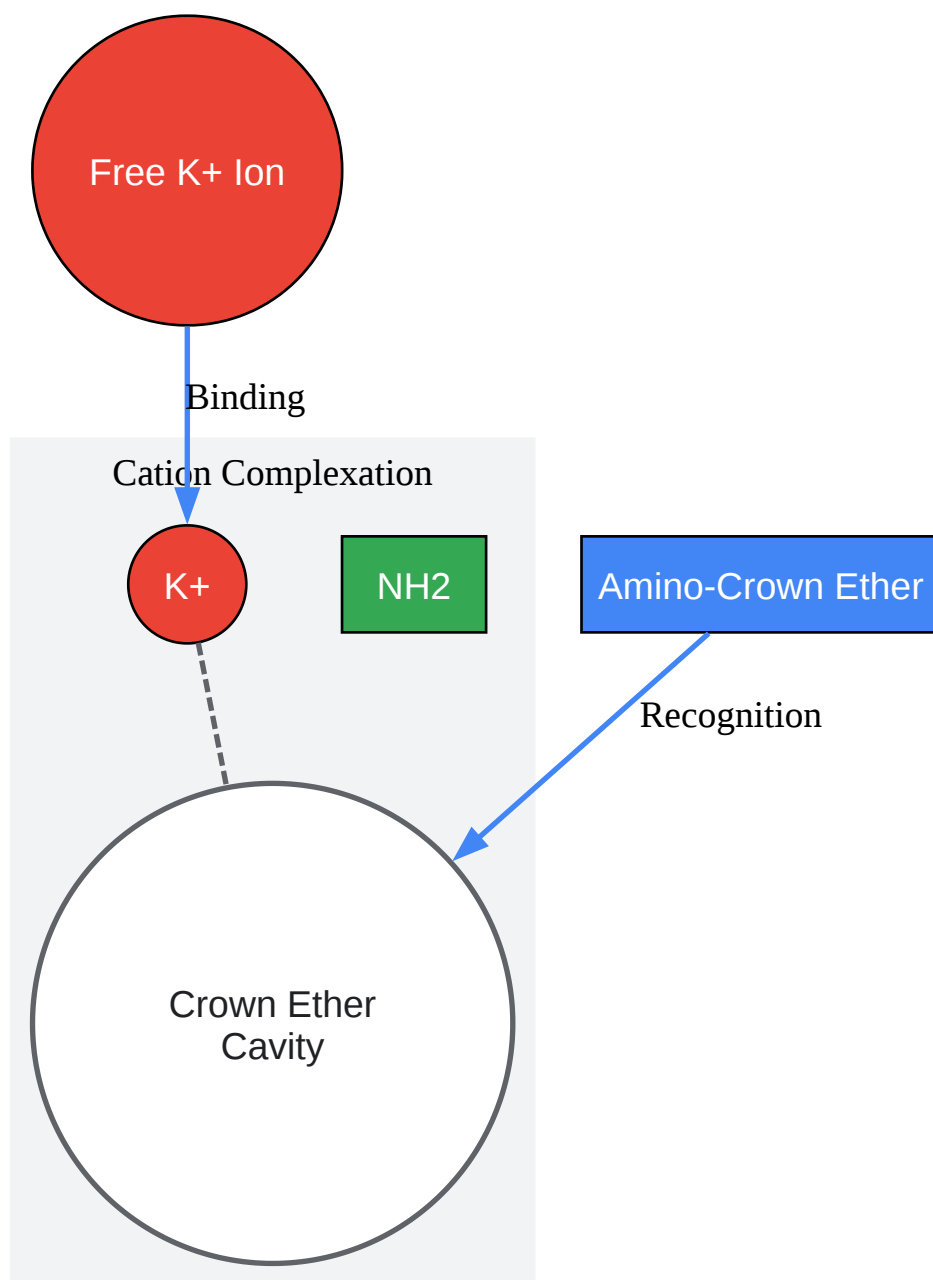 Free K+ Ion
Binding
Cation Complexation
K+
NH2
Amino-Crown Ether
Recognition
Crown Ether
Cavity